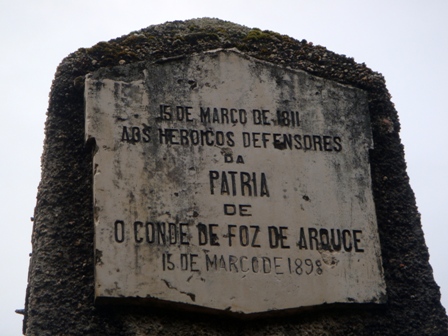 15 DE MARÇO DE 1811
AOS HEROICOS DEFENSORES
DA
PATRIA
DE
O CONDE DE FOZ DE AROUCE
15 DE MARÇO DE 1898